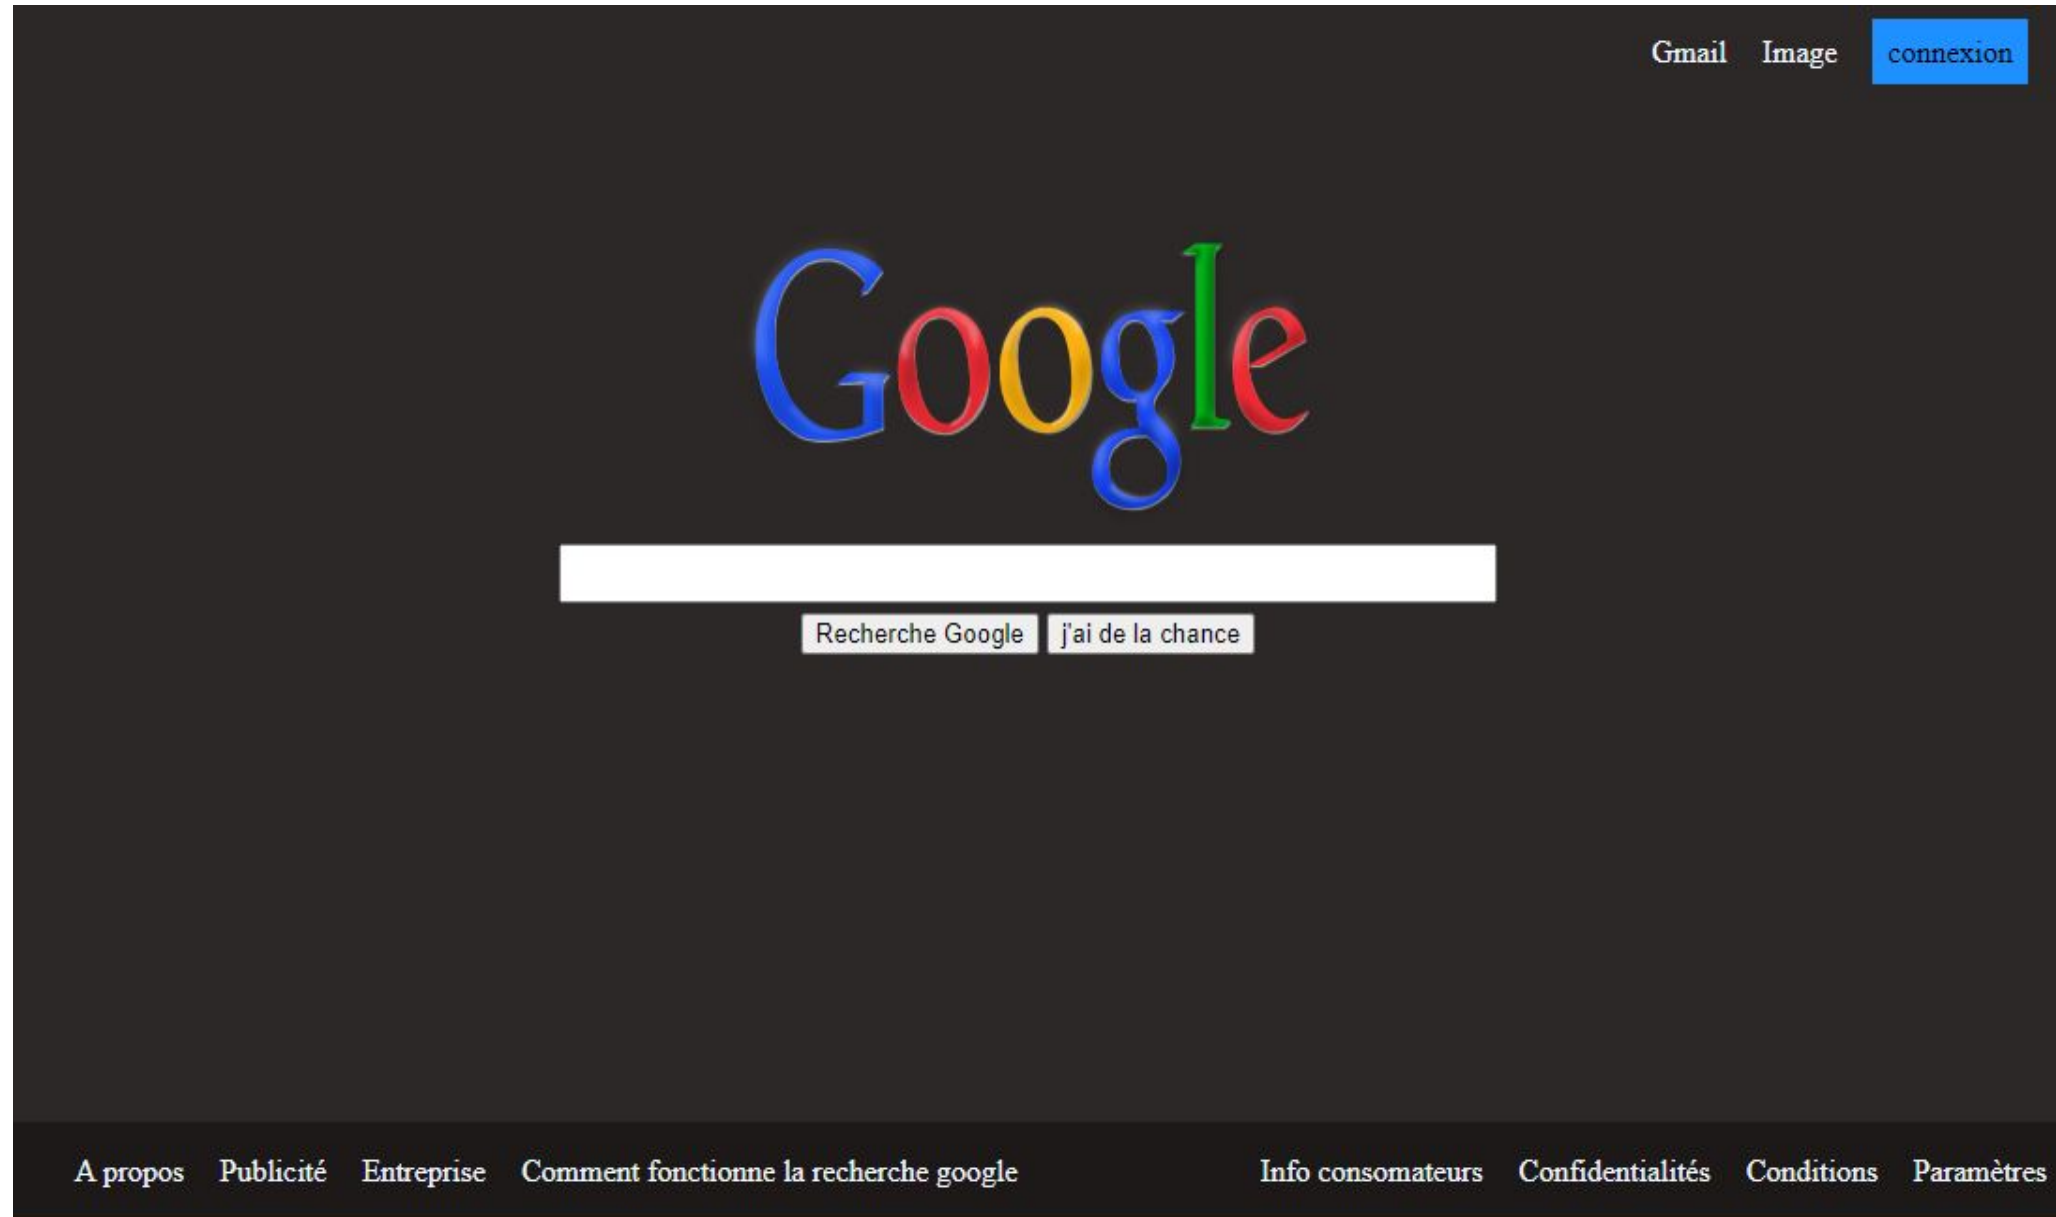 Gmail Image connexion
Google
Recherche Google j'ai de la chance
A propos Publicité Entreprise Comment fonctionne la recherche google Info consomateurs Confidentialités Conditions Paramètres